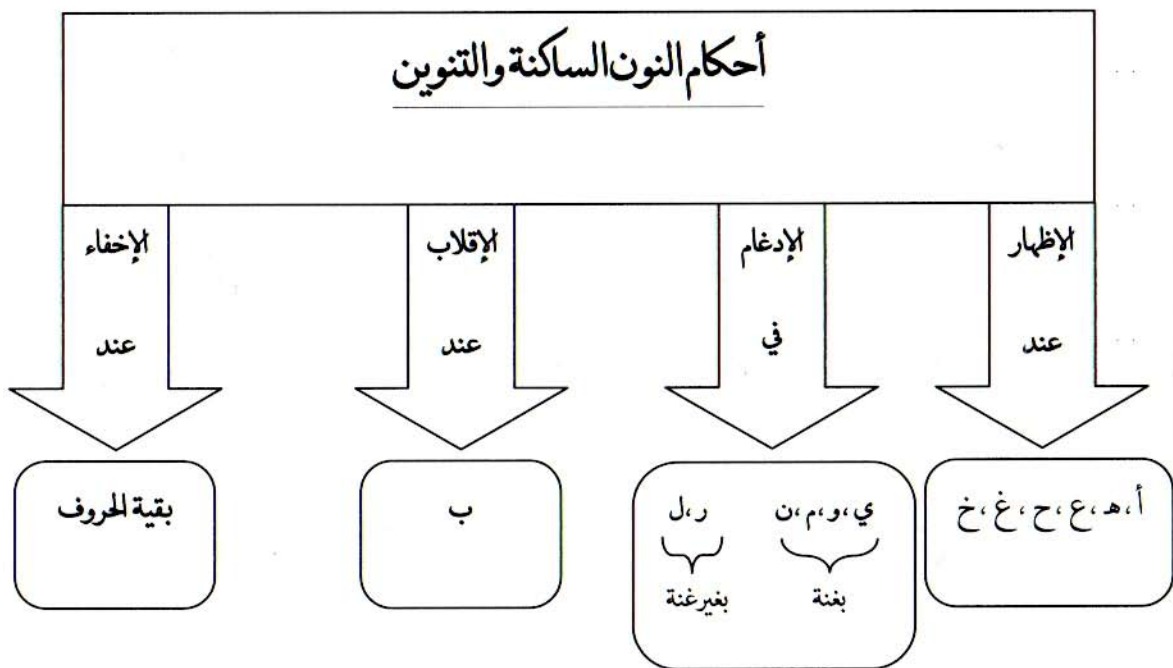 أحكام النون الساكنة والتنوين
الإظهار
عند
أ، هـ، ع، ح، غ، خ
الإدغام
في
ي، و، م، ن
بغنة
ر، ل
بغير غنة
الإقلاب
عند
ب
الإخفاء
عند
بقية الحروف